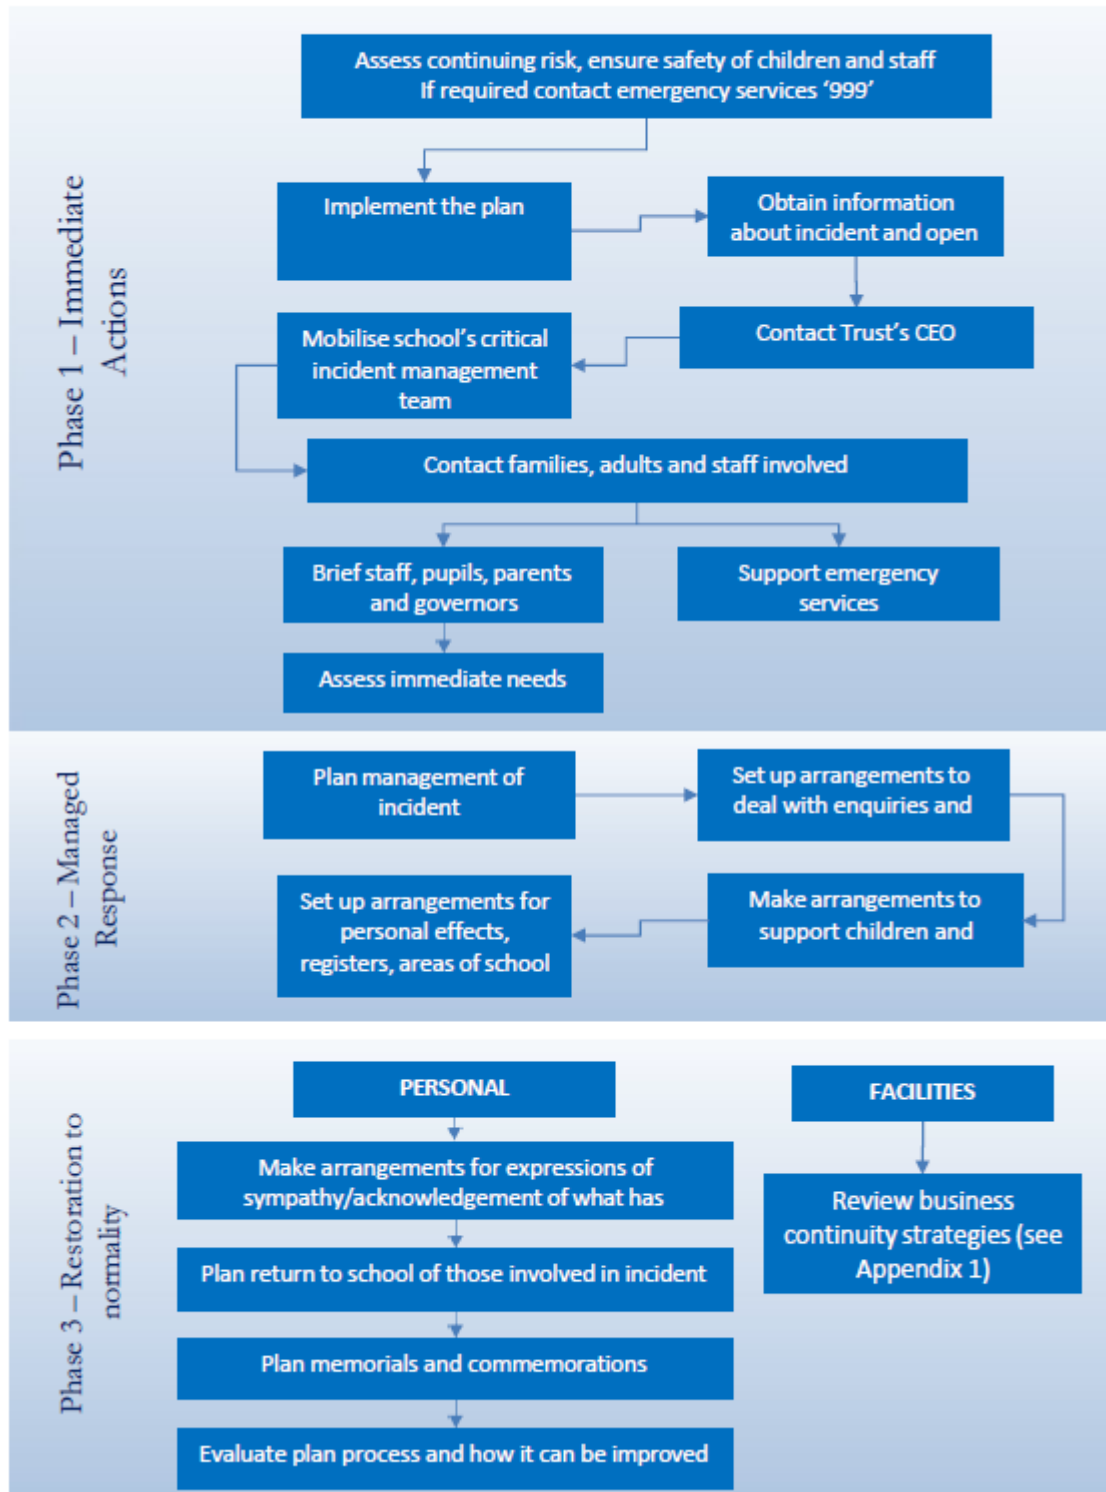 Phase 1 – Immediate
Actions
Assess continuing risk, ensure safety of children and staff
If required contact emergency services ‘999’
Implement the plan
Obtain information
about incident and open
Contact Trust’s CEO
Mobilise school’s critical
incident management
team
Contact families, adults and staff involved
Brief staff, pupils, parents
and governors
Support emergency
services
Assess immediate needs
Phase 2 – Managed
Response
Plan management of
incident
Set up arrangements to
deal with enquiries and
Make arrangements to
support children and
Set up arrangements for
personal effects,
registers, areas of school
Phase 3 – Restoration to
normality
PERSONAL
Make arrangements for expressions of
sympathy/acknowledgement of what has
Plan return to school of those involved in incident
Plan memorials and commemorations
Evaluate plan process and how it can be improved
FACILITIES
Review business
continuity strategies (see
Appendix 1)